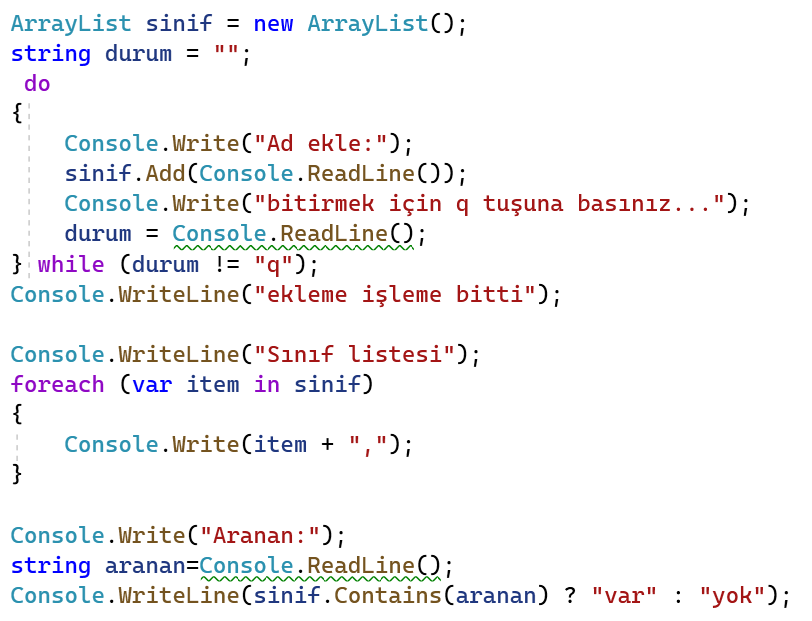 ArrayList sinif = new ArrayList();
string durum = "";
do
{
Console.Write("Ad ekle:");
sinif.Add(Console.ReadLine());
Console.Write("bitirmek için q tuşuna basınız...");
durum = Console.ReadLine();
} while (durum != "q");
Console.WriteLine("ekleme işleme bitti");
Console.WriteLine("Sınıf listesi");
foreach (var item in sinif)
{
Console.Write(item + ",");
}
Console.Write("Aranan:");
string aranan=Console.ReadLine();
Console.WriteLine(sinif.Contains(aranan) ? "var" : "yok");